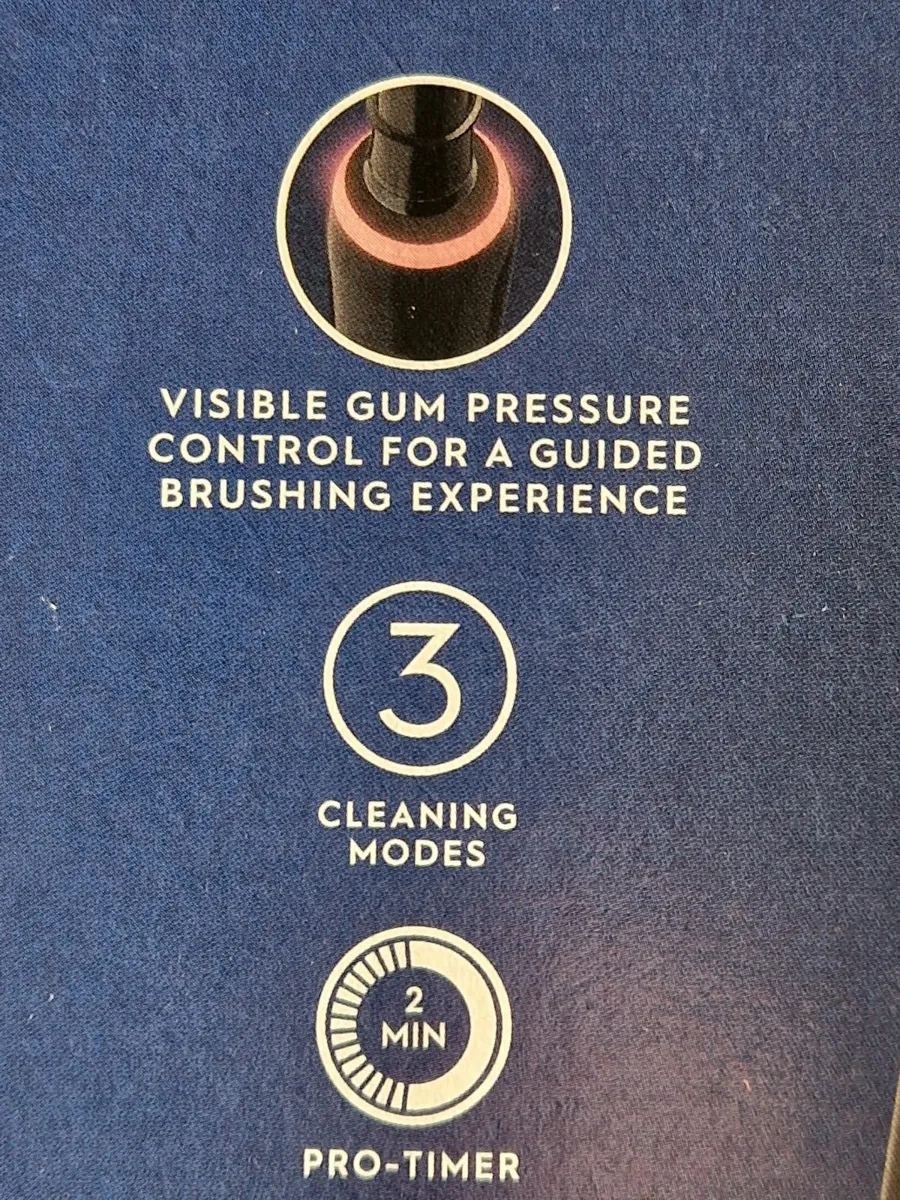 VISIBLE GUM PRESSURE
CONTROL FOR A GUIDED
BRUSHING EXPERIENCE
3
CLEANING
MODES
2
MIN
PRO-TIMER